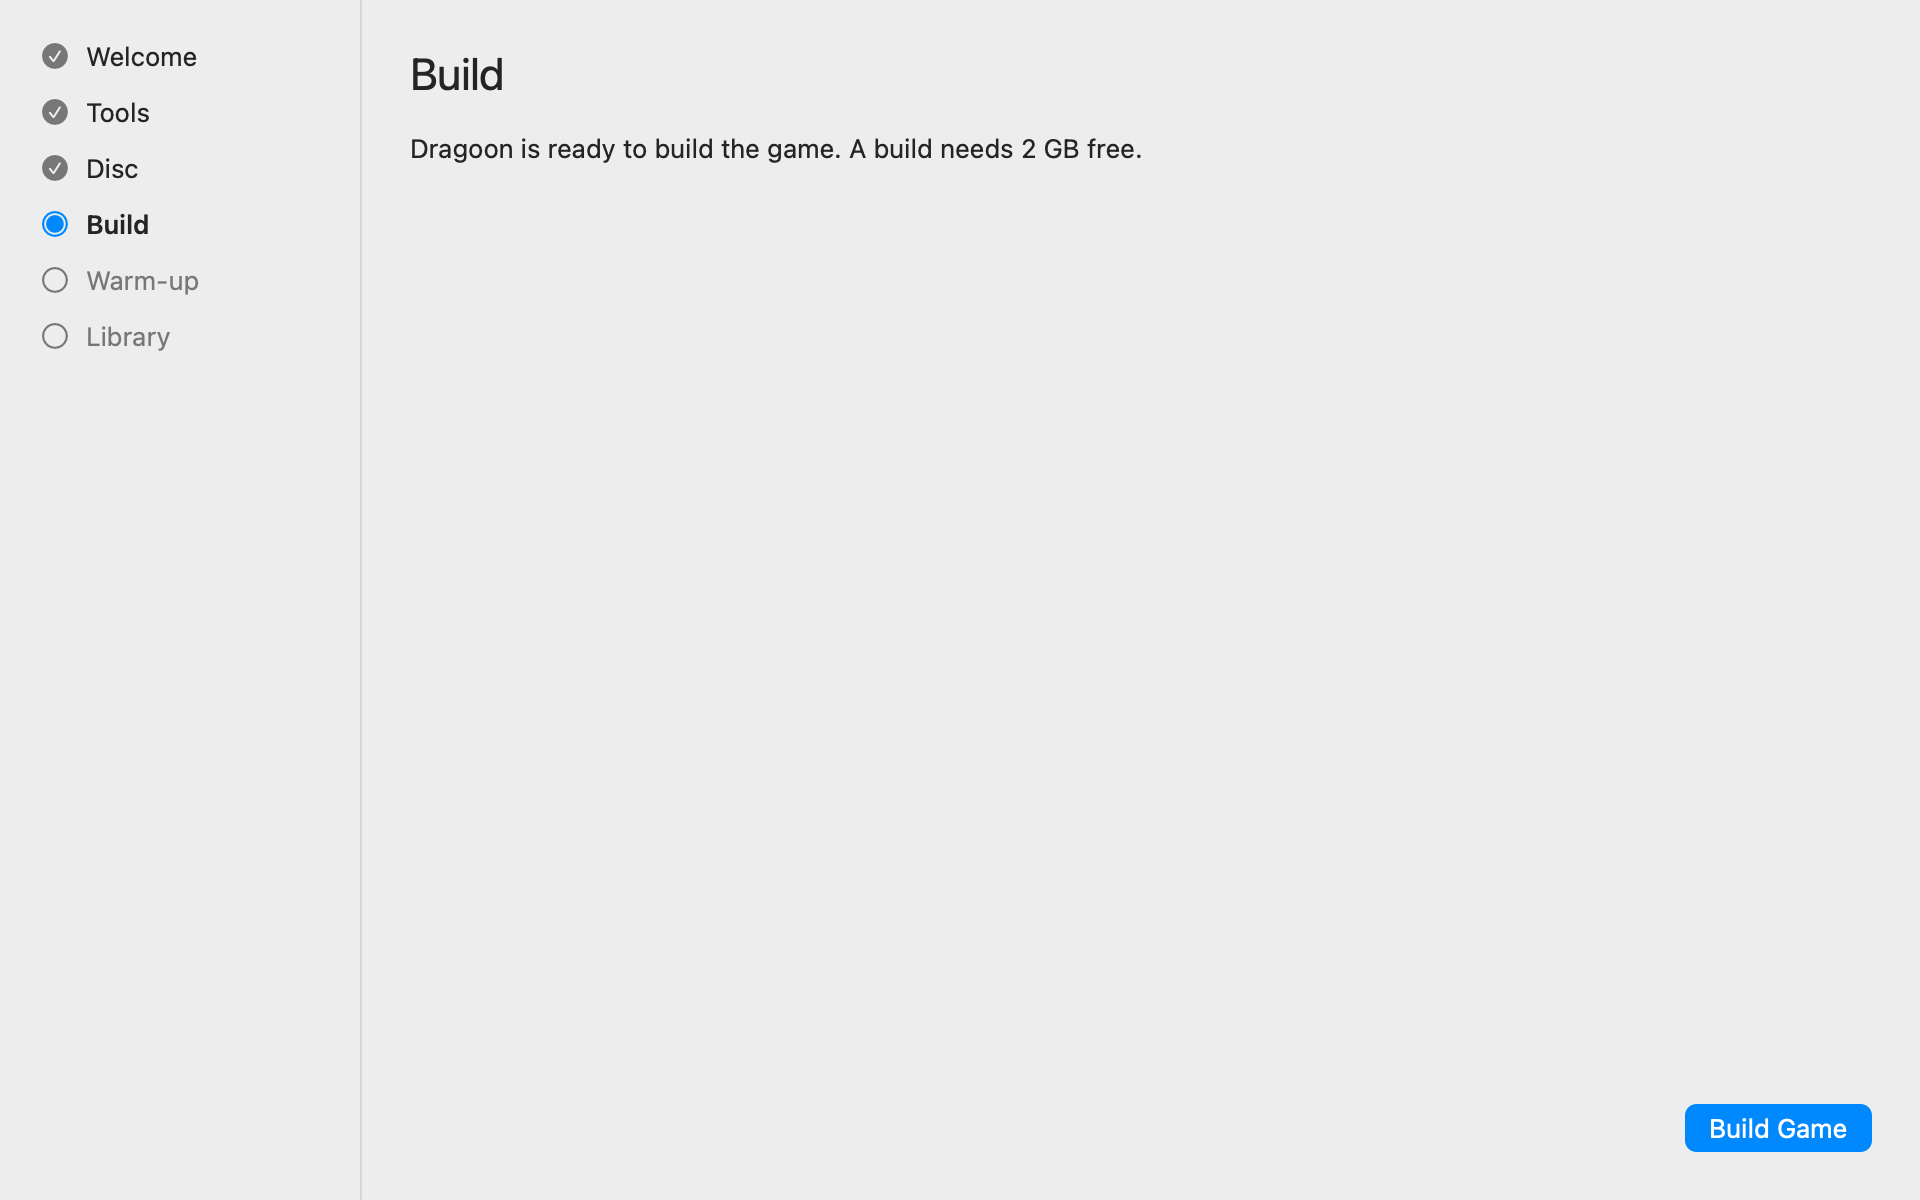 Welcome
Tools
Disc
Build
Warm-up
Library
Build
Dragoon is ready to build the game. A build needs 2 GB free.
Build Game